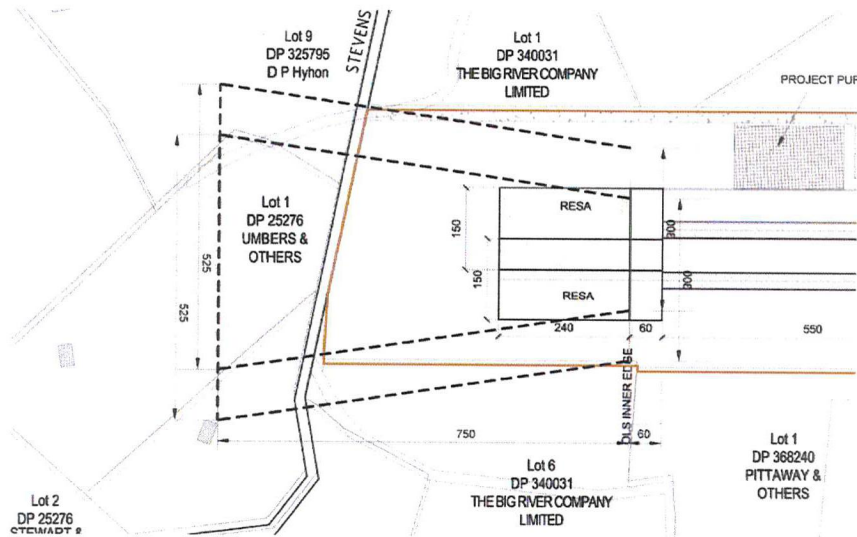 Lot 9
DP 325795
D P Hyhon
STEVENS
Lot 1
DP 340031
THE BIG RIVER COMPANY
LIMITED
PROJECT PUR
Lot 1
DP 25276
UMBERS &
OTHERS
525
525
150
150
RESA
RESA
300
300
240
60
550
OLS INNER EDGE
750
60
Lot 6
DP 340031
THE BIG RIVER COMPANY
LIMITED
Lot 1
DP 368240
PITTAWAY &
OTHERS
Lot 2
DP 25276
STEWART &